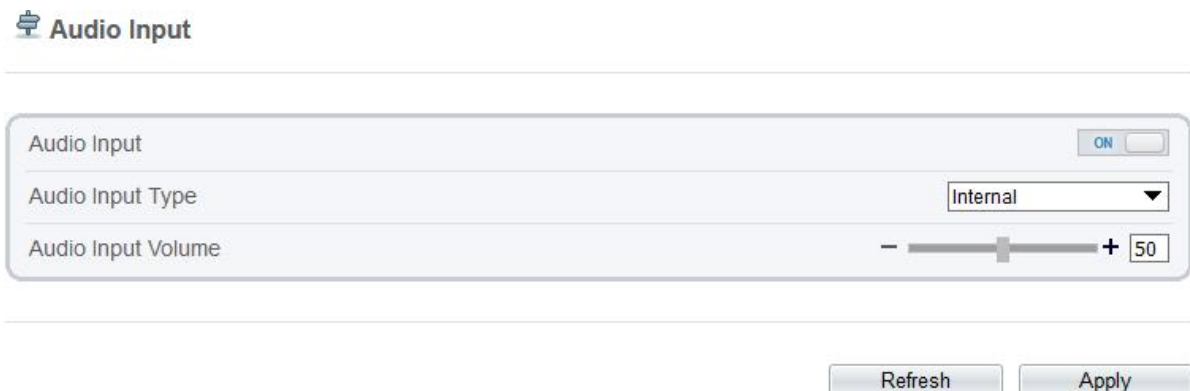 Audio Input
Audio Input ON
Audio Input Type Internal
Audio Input Volume − + 50
Refresh Apply